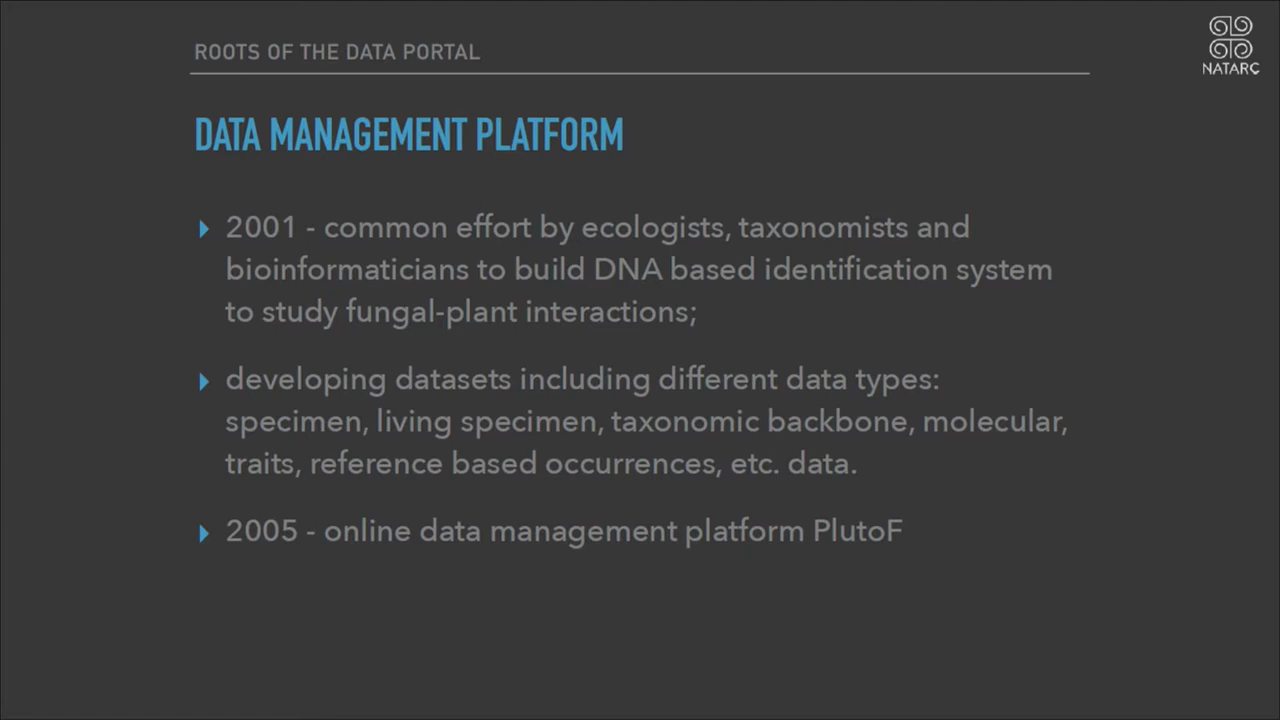 ROOTS OF THE DATA PORTAL
NATARC
DATA MANAGEMENT PLATFORM
2001 - common effort by ecologists, taxonomists and
bioinformaticians to build DNA based identification system
to study fungal-plant interactions;
developing datasets including different data types:
specimen, living specimen, taxonomic backbone, molecular,
traits, reference based occurrences, etc. data.
2005 - online data management platform PlutoF